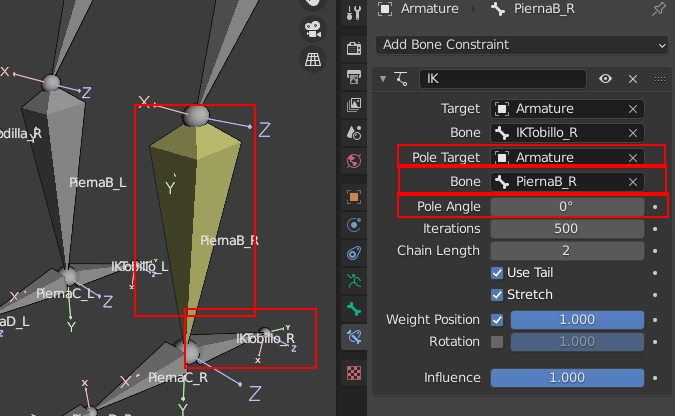 X
Z
odilla_R
Y
PiernaB_L
IKTobillo_L
X
PiernaC_L
Z
aD_L
Y
X
Z
Y
PiernaB_R
Y
IKTobillo_R
Z
X
X
X
PiernaC_R
Z
Y
Armature > PiernaB_R
Add Bone Constraint
IK
Target Armature
Bone IKTobillo_R
Pole Target Armature
Bone PiernaB_R
Pole Angle 0°
Iterations 500
Chain Length 2
Use Tail
Stretch
Weight Position 1.000
Rotation 1.000
Influence 1.000